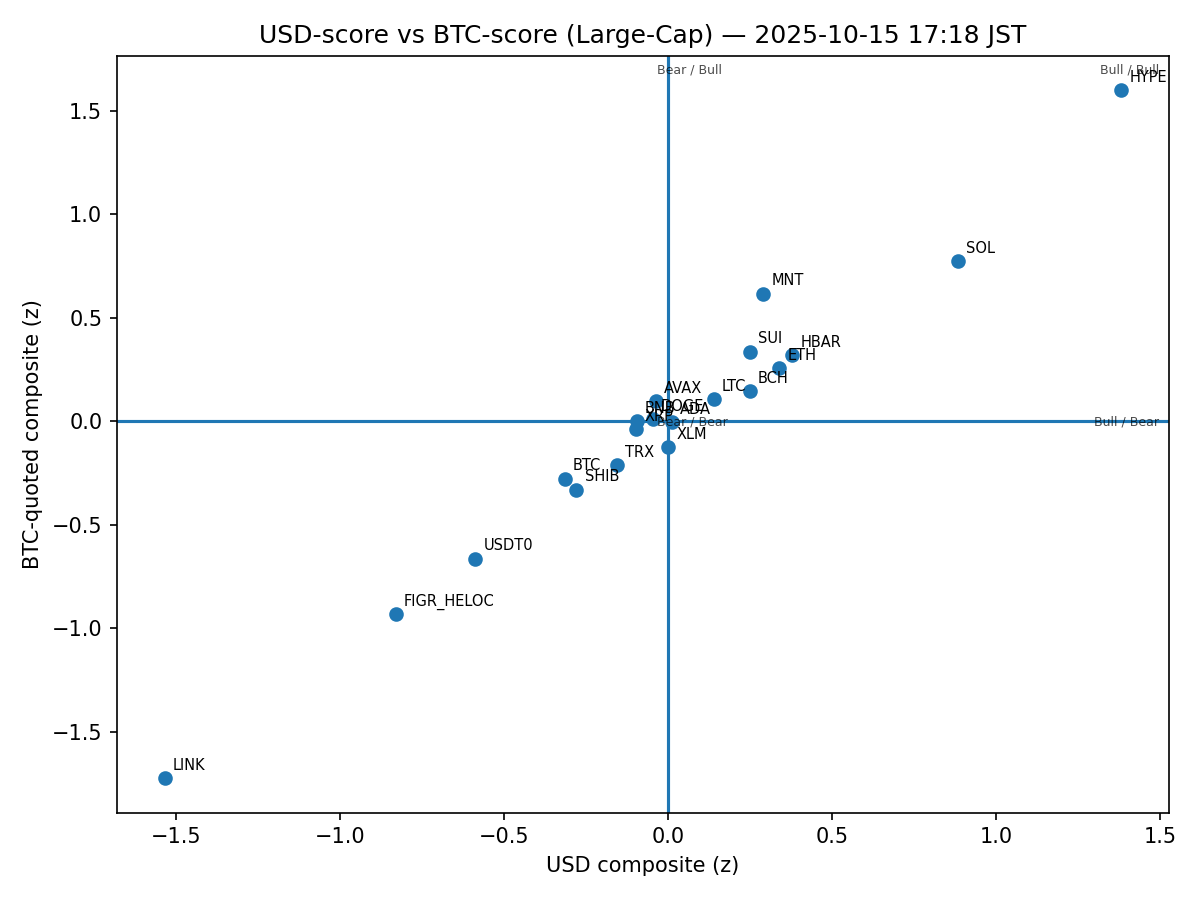 USD-score vs BTC-score (Large-Cap) — 2025-10-15 17:18 JST
Bear / Bull
Bull / Bull
HYPE
1.5
1.0
SOL
MNT
0.5
SUI
HBAR
ETH
BCH
AVAX
LTC
DOGE
BNB
ADA
XRP
0.0
Bear / Bear
Bull / Bear
XLM
TRX
BTC
SHIB
−0.5
USDT0
FIGR_HELOC
−1.0
−1.5
LINK
−1.5
−1.0
−0.5
0.0
0.5
1.0
1.5
USD composite (z)
BTC-quoted composite (z)